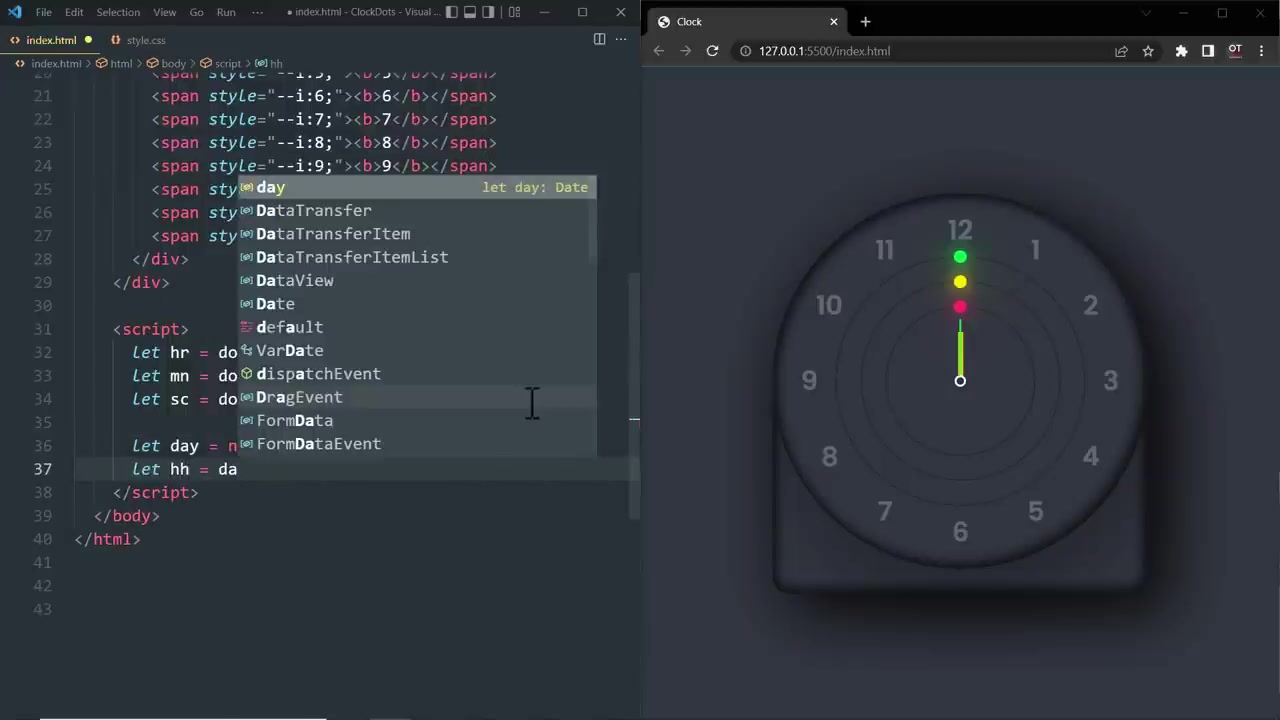 File Edit Selection View Go Run ··· ● index.html - ClockDots - Visual ...
index.html ● style.css
index.html > html > body > script > hh
20 <span style="--i:5;"><b>5</b></span>
21 <span style="--i:6;"><b>6</b></span>
22 <span style="--i:7;"><b>7</b></span>
23 <span style="--i:8;"><b>8</b></span>
24 <span style="--i:9;"><b>9</b></span>
25 <span sty
26 <span sty
27 <span sty
28 </div>
29 </div>
30
31 <script>
32 let hr = do
33 let mn = do
34 let sc = do
35
36 let day = n
37 let hh = da
38 </script>
39 </body>
40 </html>
41
42
43
day let day: Date
DataTransfer
DataTransferItem
DataTransferItemList
DataView
Date
default
VarDate
dispatchEvent
DragEvent
FormData
FormDataEvent
Clock
127.0.0.1:5500/index.html
OT
12
11 1
10 2
9 3
8 4
7 5
6